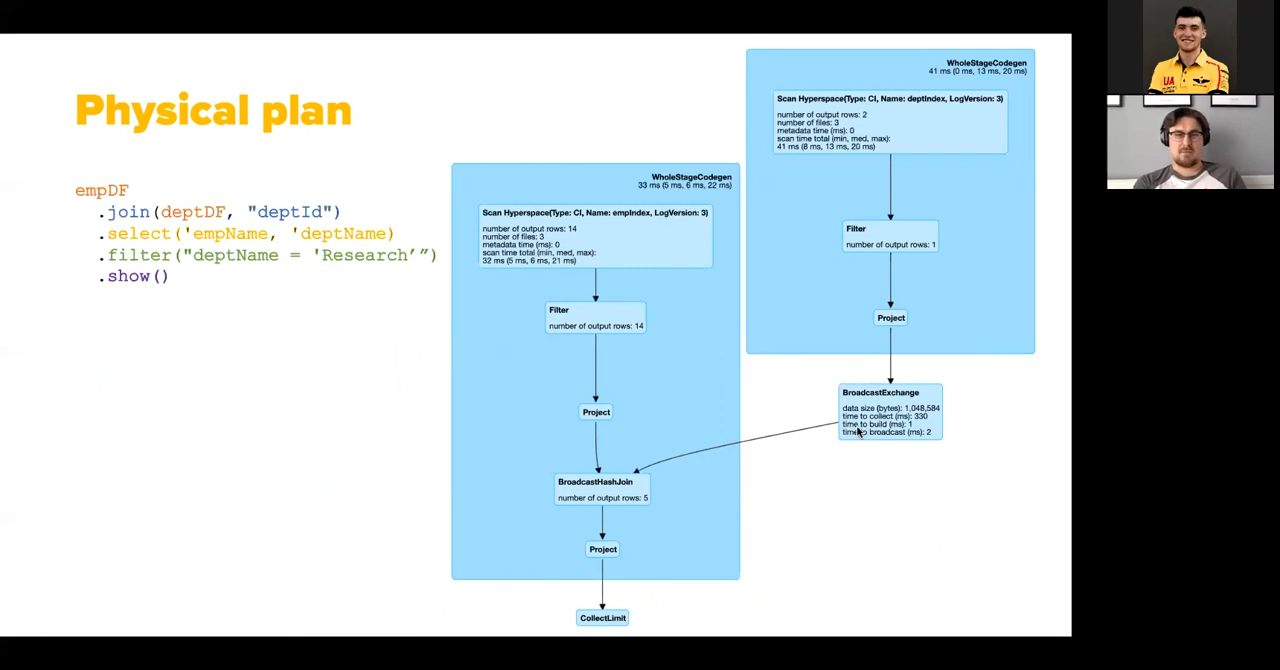 Physical plan
empDF
.join(deptDF, "deptId")
.select('empName, 'deptName)
.filter("deptName = 'Research'”)
.show()
WholeStageCodegen
33 ms (5 ms, 6 ms, 22 ms)
Scan Hyperspace(Type: CI, Name: empIndex, LogVersion: 3)
number of output rows: 14
number of files: 3
metadata time (ms): 0
scan time total (min, med, max):
32 ms (5 ms, 6 ms, 21 ms)
Filter
number of output rows: 14
Project
BroadcastHashJoin
number of output rows: 5
Project
CollectLimit
WholeStageCodegen
41 ms (0 ms, 13 ms, 20 ms)
Scan Hyperspace(Type: CI, Name: deptIndex, LogVersion: 3)
number of output rows: 2
number of files: 3
metadata time (ms): 0
scan time total (min, med, max):
41 ms (8 ms, 13 ms, 20 ms)
Filter
number of output rows: 1
Project
BroadcastExchange
data size (bytes): 1,048,584
time to collect (ms): 330
time to build (ms): 1
time to broadcast (ms): 2
UA